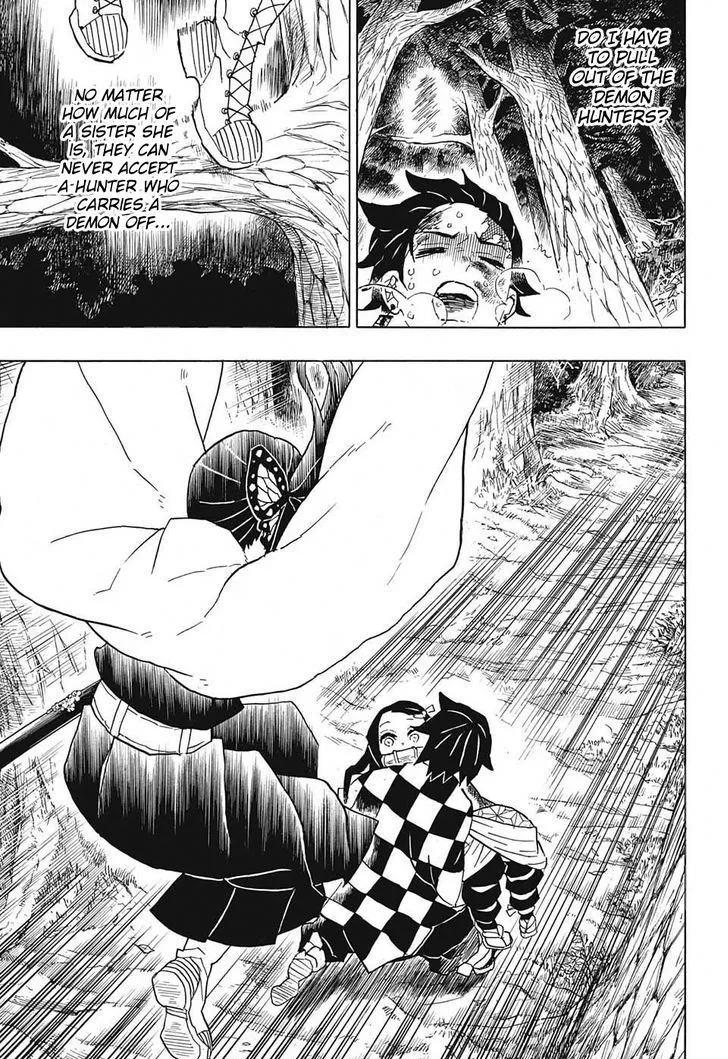 DO I HAVE
TO PULL
OUT OF THE
DEMON
HUNTERS?
NO MATTER
HOW MUCH OF
A SISTER SHE
IS, THEY CAN
NEVER ACCEPT
A HUNTER WHO
CARRIES A
DEMON OFF...